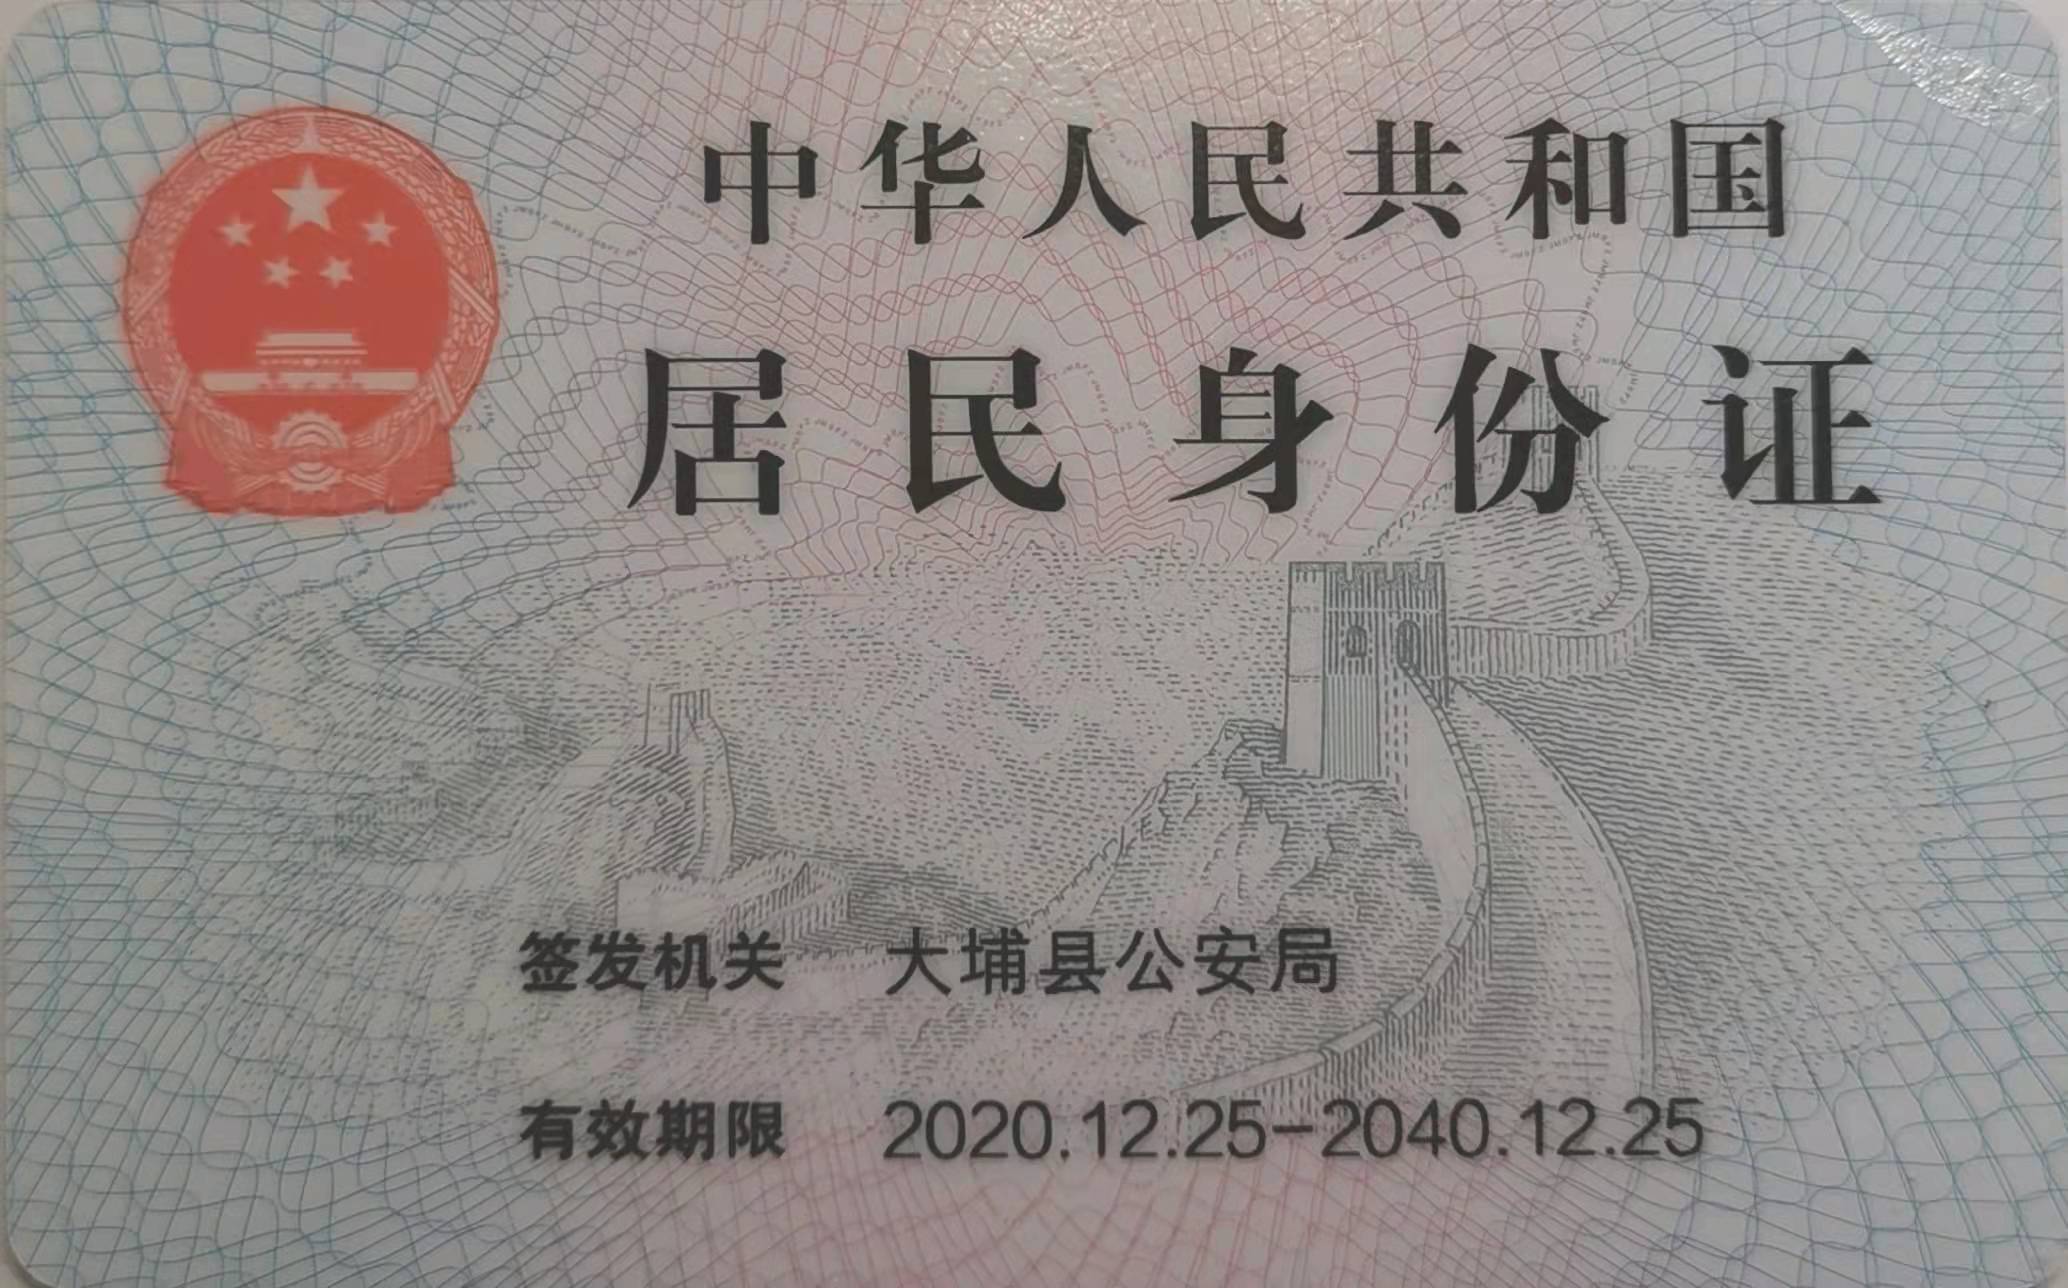 中华人民共和国
居民身份证
签发机关 大埔县公安局
有效期限 2020.12.25-2040.12.25